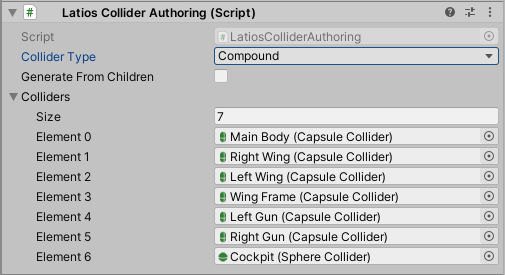 Latios Collider Authoring (Script)
Script LatiosColliderAuthoring
Collider Type Compound
Generate From Children
Colliders
Size 7
Element 0 Main Body (Capsule Collider)
Element 1 Right Wing (Capsule Collider)
Element 2 Left Wing (Capsule Collider)
Element 3 Wing Frame (Capsule Collider)
Element 4 Left Gun (Capsule Collider)
Element 5 Right Gun (Capsule Collider)
Element 6 Cockpit (Sphere Collider)